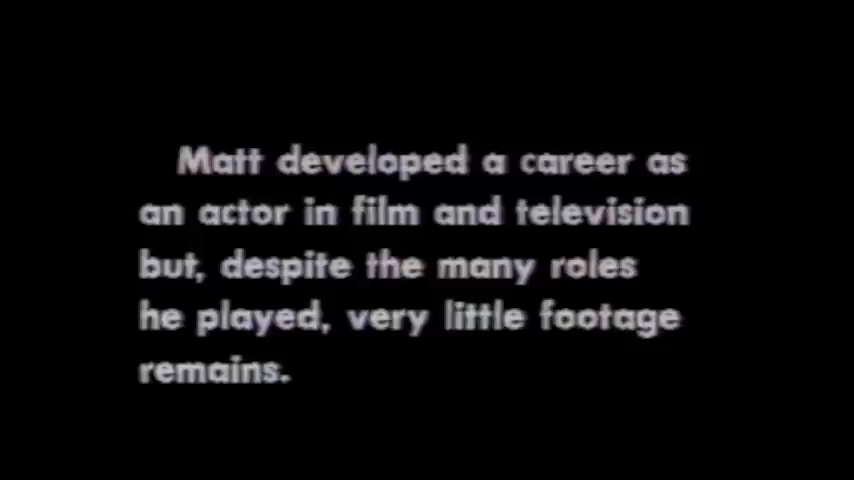 Matt developed a career as
an actor in film and television
but, despite the many roles
he played, very little footage
remains.